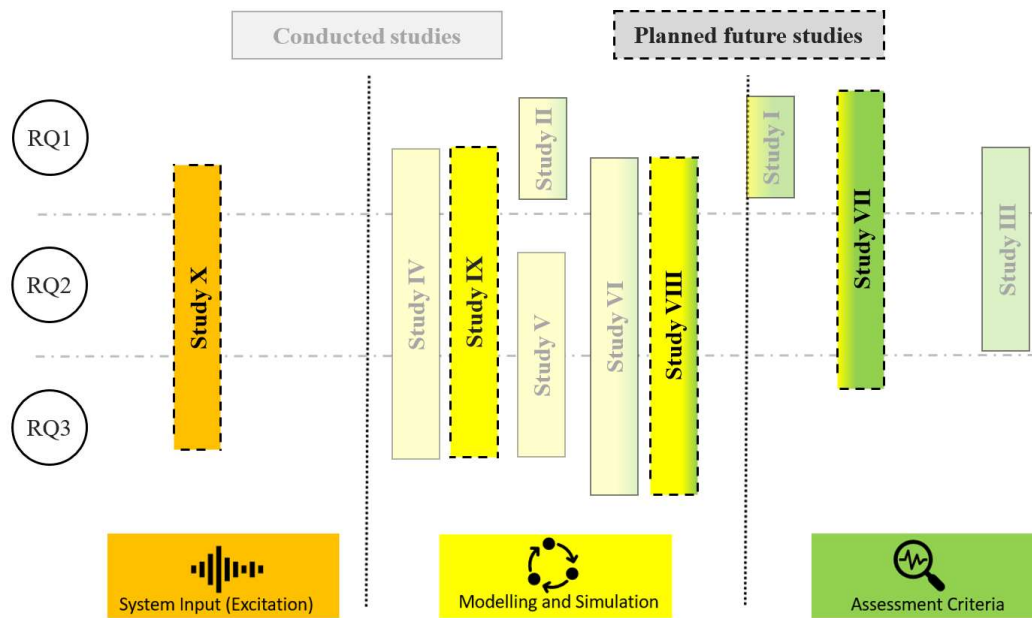 Conducted studies
Planned future studies
RQ1
RQ2
RQ3
Study X
Study IV
Study IX
Study II
Study V
Study VI
Study VIII
Study I
Study VII
Study III
System Input (Excitation)
Modelling and Simulation
Assessment Criteria